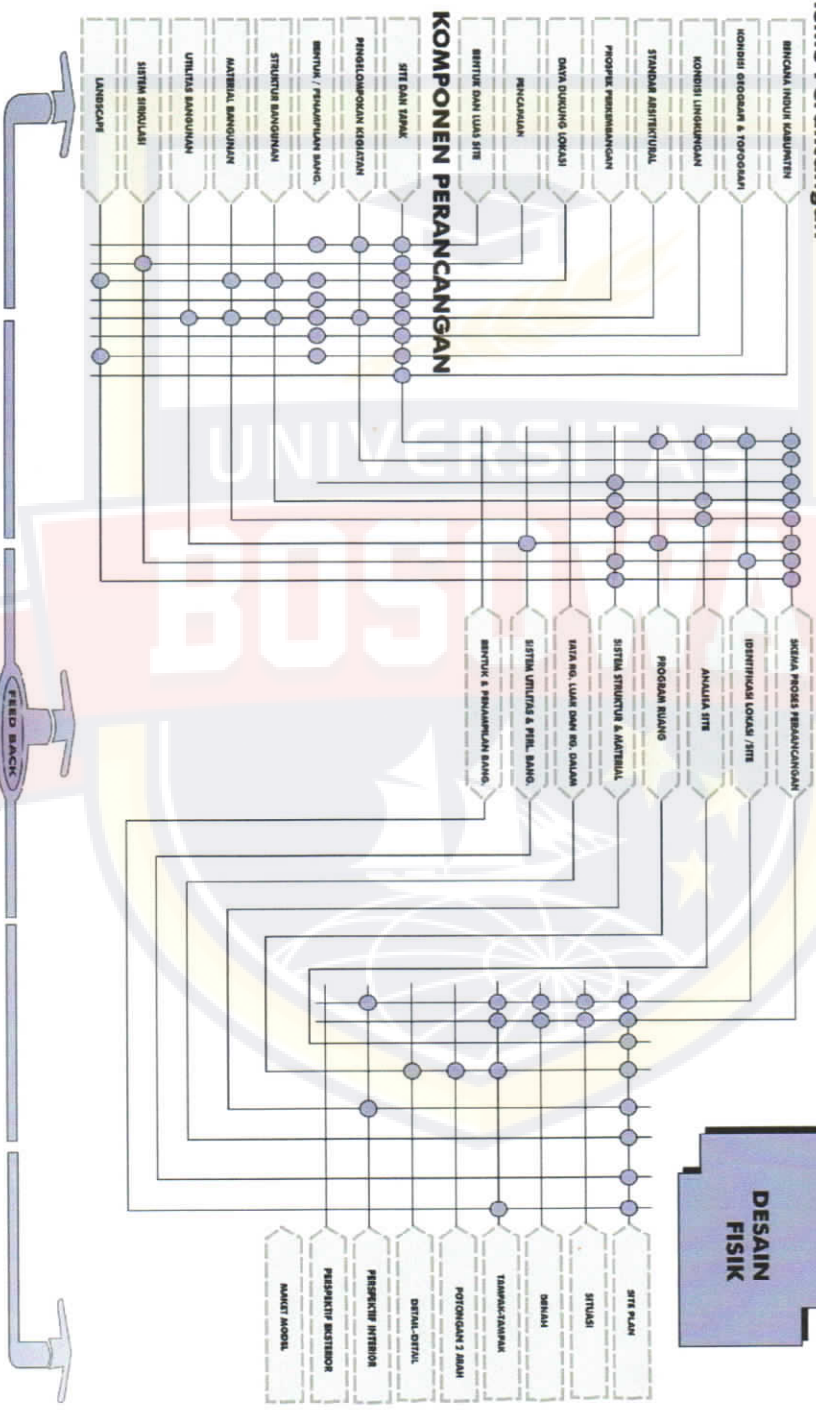 RENCANA INDUK KABUPATEN
KONDISI GEOGRAFI & TOPOGRAFI
KONDISI LINGKUNGAN
STANDAR ARSITEKTURAL
PROSPEK PERKEMBANGAN
DAYA DUKUNG LOKASI
PENCAPAIAN
BENTUK DAN LUAS SITE
KOMPONEN PERANCANGAN
SITE DAN TAPAK
PENGELOMPOKAN KEGIATAN
BENTUK / PENAMPILAN BANG.
STRUKTUR BANGUNAN
MATERIAL BANGUNAN
UTILITAS BANGUNAN
SISTEM SIRKULASI
LANDSCAPE
SKEMA PROSES PERAANCANGAN
IDENTIFIKASI LOKASI /SITE
ANALISA SITE
PROGRAM RUANG
SISTEM STRUKTUR & MATERIAL
TATA RG. LUAR DAN RG. DALAM
SISTEM UTILITAS & PERL. BANG.
BENTUK & PENAMPILAN BANG.
DESAIN
FISIK
SITE PLAN
SITUASI
DENAH
TAMPAK-TAMPAK
POTONGAN 2 ARAH
DETAIL-DETAIL
PERSPEKTIF INTERIOR
PERSPEKTIF EKSTERIOR
MAKET MODEL
FEED BACK
UNIVERSITAS
BOSOWA